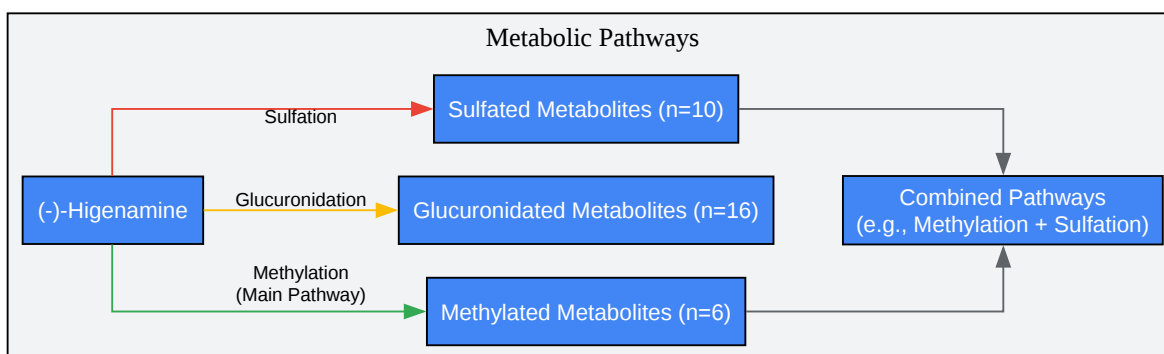 Metabolic Pathways
Sulfation
Sulfated Metabolites (n=10)
(-)-Higenamine
Glucuronidation
Glucuronidated Metabolites (n=16)
Combined Pathways
(e.g., Methylation + Sulfation)
Methylation
(Main Pathway)
Methylated Metabolites (n=6)